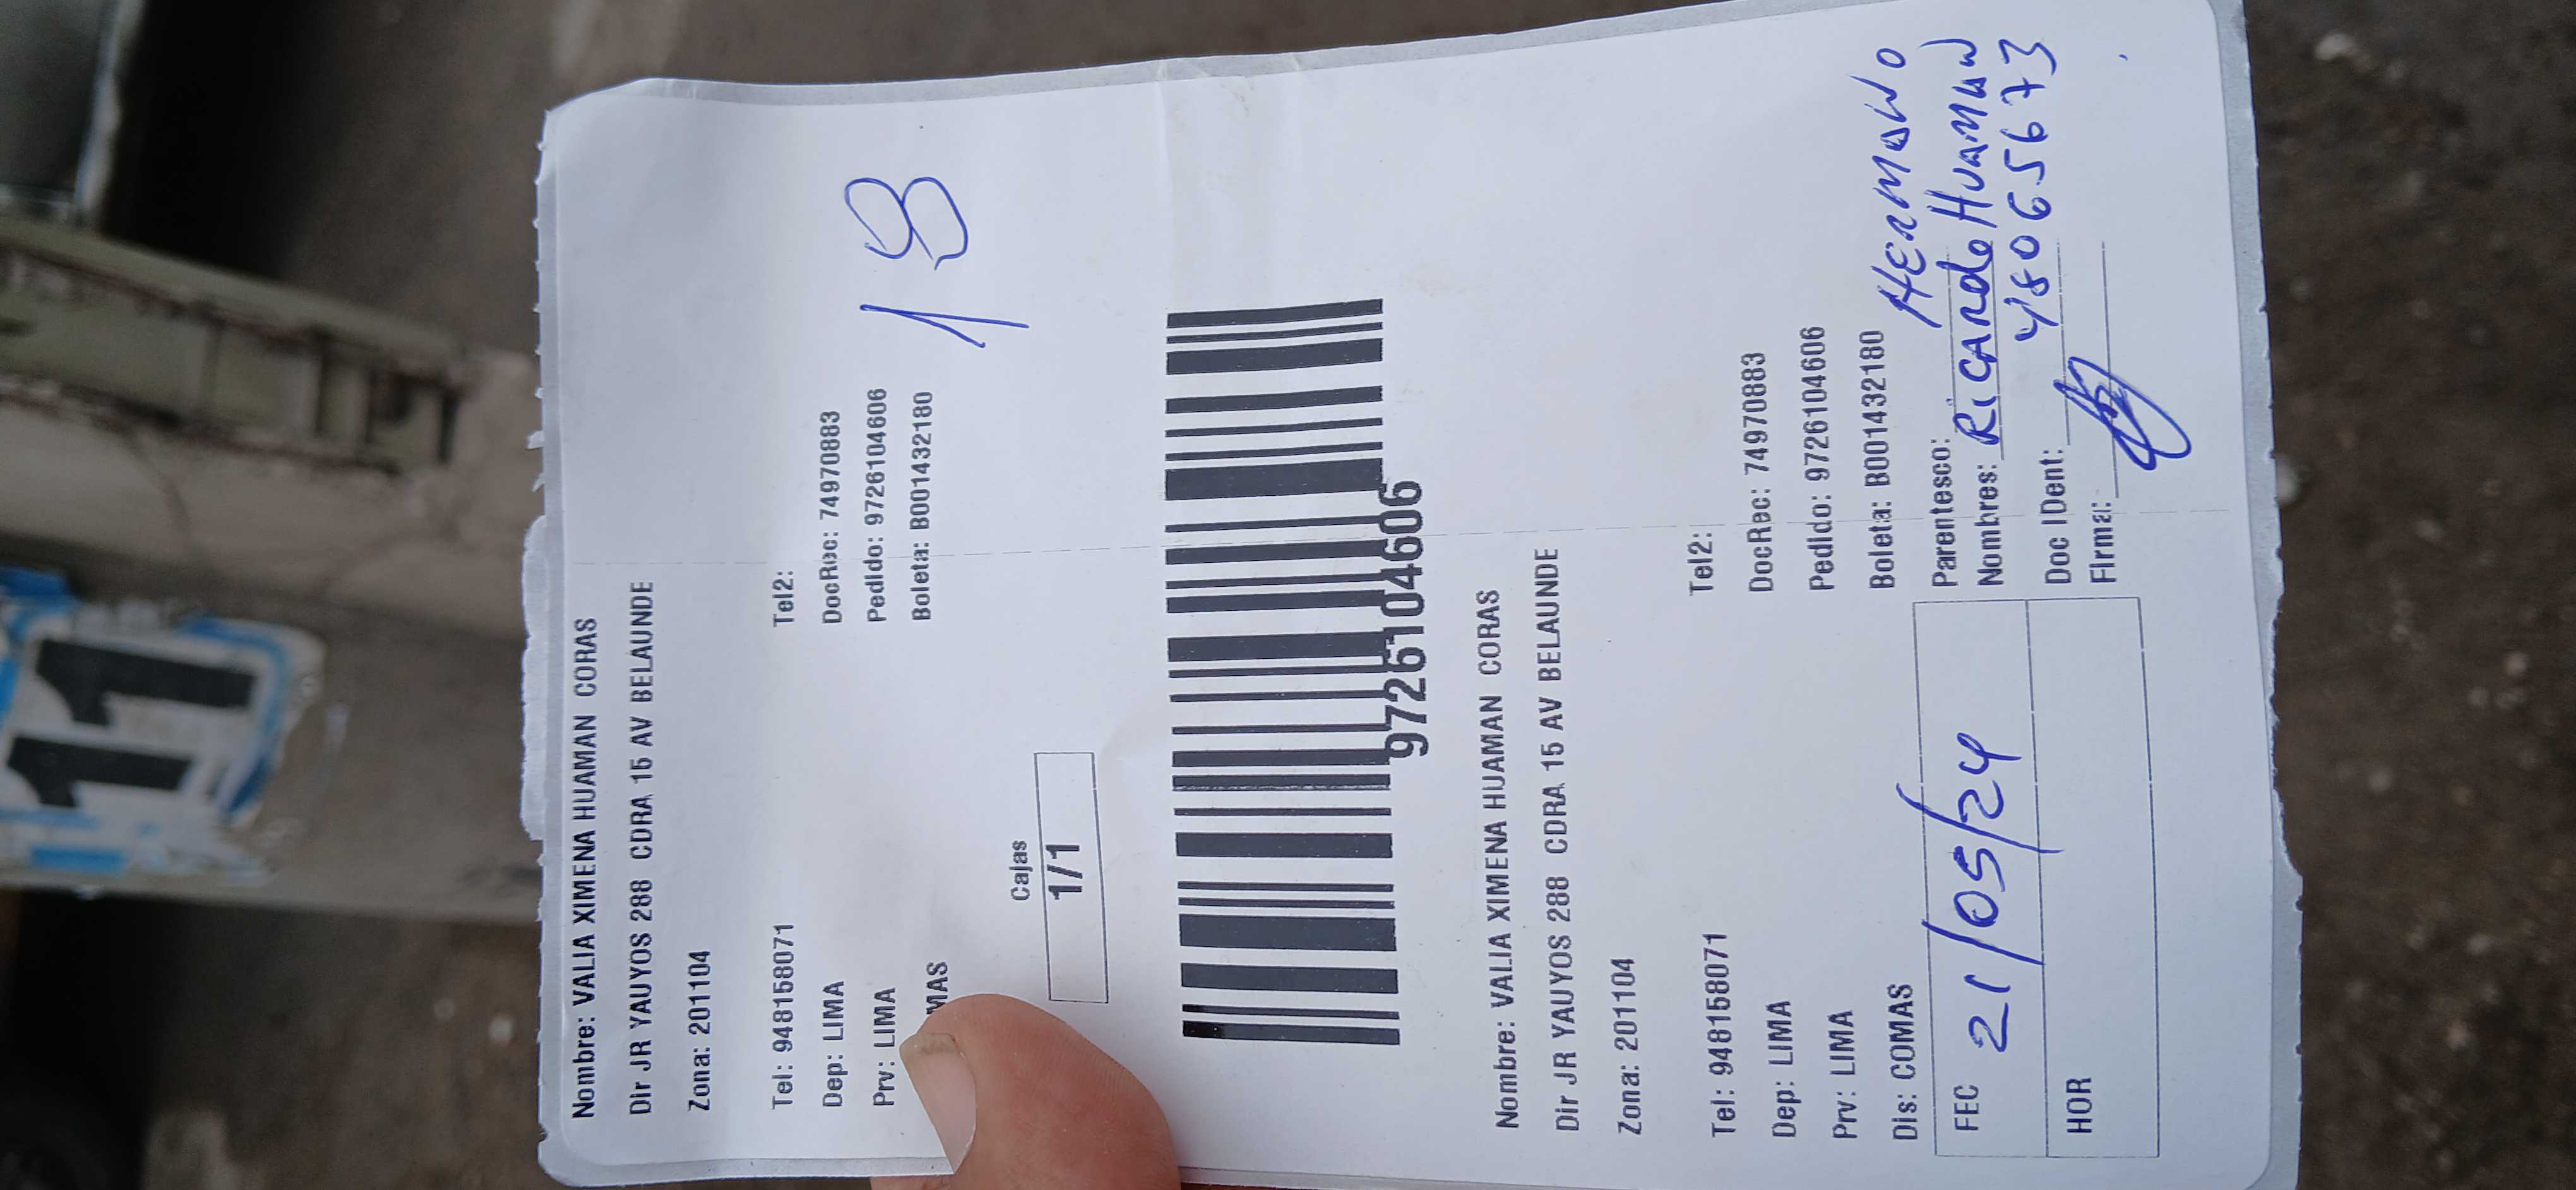 Nombre: VALIA XIMENA HUAMAN CORAS
Dir JR YAUYOS 288 CDRA 15 AV BELAUNDE
Zona: 201104
Tel: 948158071 Tel2:
Dep: LIMA DocRec: 74970883
Prv: LIMA Pedido: 9726104606
MAS Boleta: B001432180
13
Cajas
1/1
9726104606
Nombre: VALIA XIMENA HUAMAN CORAS
Dir JR YAUYOS 288 CDRA 15 AV BELAUNDE
Zona: 201104
Tel: 948158071 Tel2:
Dep: LIMA DocRec: 74970883
Prv: LIMA Pedido: 9726104606
Dis: COMAS Boleta: B001432180
FEC 21/05/24
HOR
Parentesco: HERMANO
Nombres: RiCARdo HUAMAN
Doc IDent: 48065673
Firma:
11